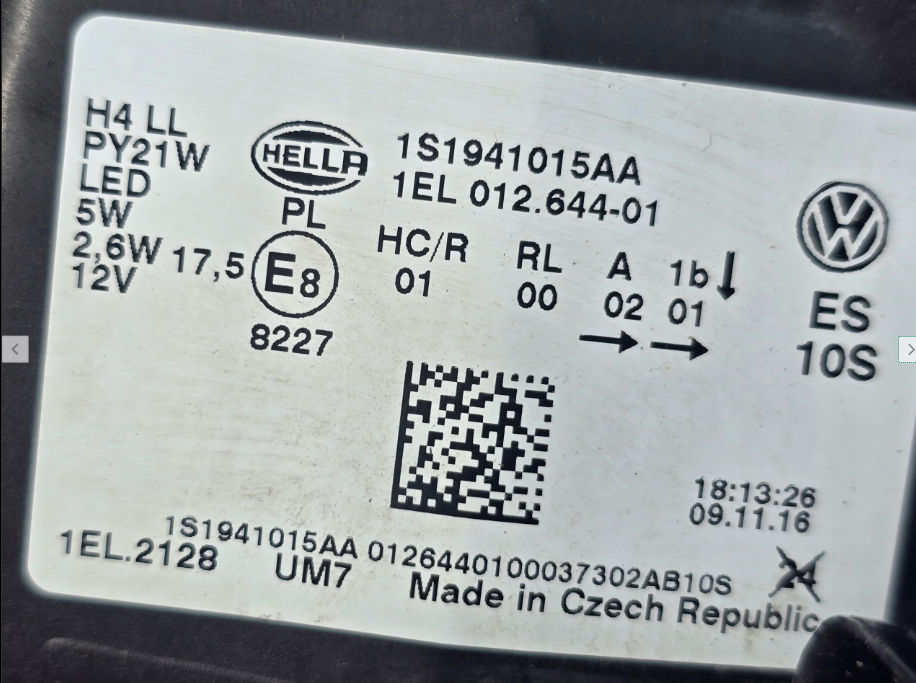 H4 LL
PY21W
LED
5W
2,6W 17,5
12V
HELLA
PL
E8
8227
1S1941015AA
1EL 012.644-01
HC/R RL A 1b↓
01 00 02 01
→ →
VW
ES
10S
18:13:26
09.11.16
1S1941015AA 0126440100037302AB10S
1EL.2128 UM7 Made in Czech Republic
24